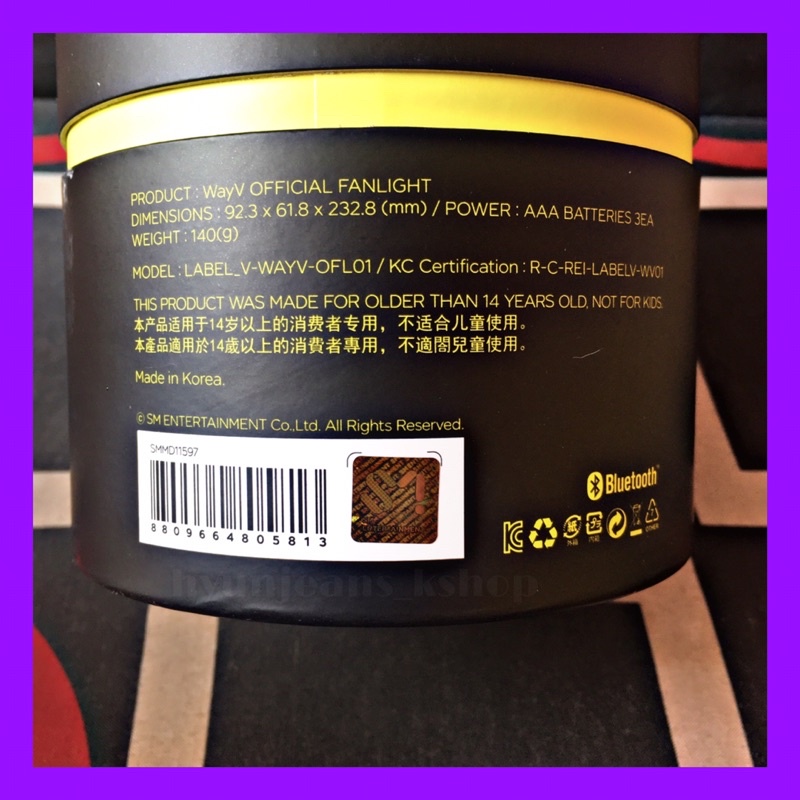 PRODUCT : WayV OFFICIAL FANLIGHT
DIMENSIONS : 92.3 x 61.8 x 232.8 (mm) / POWER : AAA BATTERIES 3EA
WEIGHT : 140(g)
MODEL : LABEL_V-WAYV-OFL01 / KC Certification : R-C-REI-LABELV-WV01
THIS PRODUCT WAS MADE FOR OLDER THAN 14 YEARS OLD, NOT FOR KIDS.
本产品适用于14岁以上的消费者专用，不适合儿童使用。
本產品適用於14歲以上的消費者專用，不適閤兒童使用。
Made in Korea.
© SM ENTERTAINMENT Co.,Ltd. All Rights Reserved.
SMMD11597
8809664805813
Bluetooth
OTHER
hyunjeans_kshop